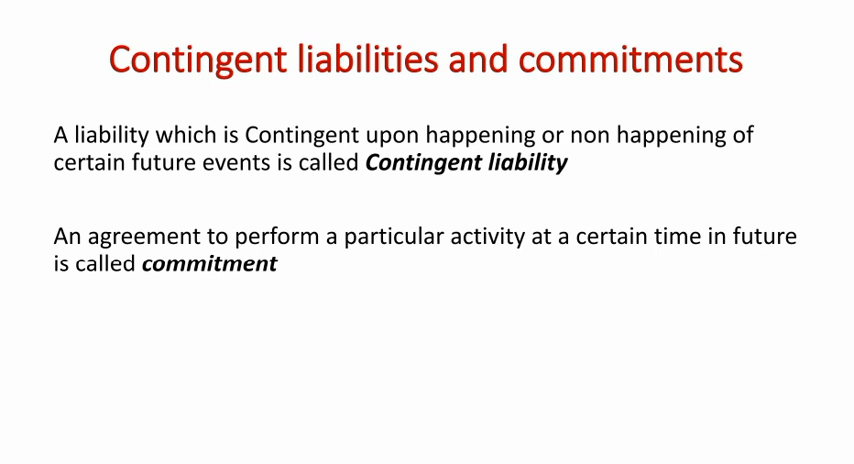 Contingent liabilities and commitments
A liability which is Contingent upon happening or non happening of
certain future events is called Contingent liability
An agreement to perform a particular activity at a certain time in future
is called commitment